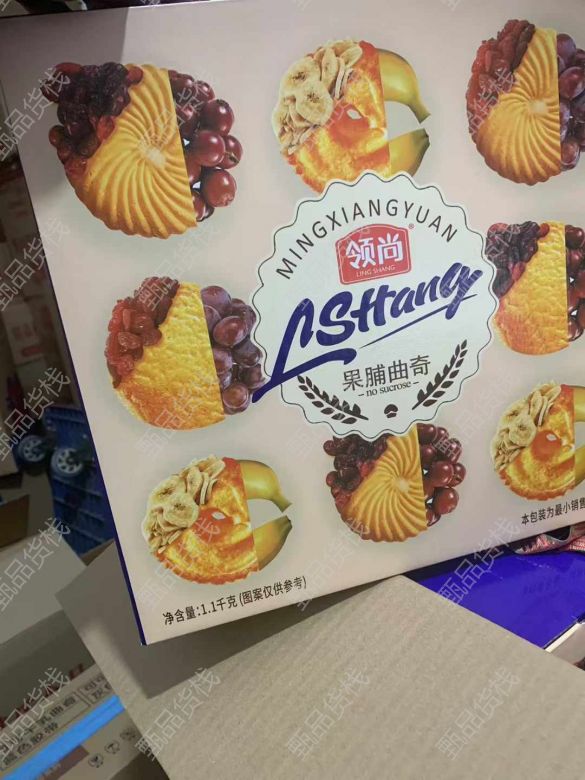 MINGXIANGYUAN
领尚®
LING SHANG
LSHang
果脯曲奇
- no sucrose -
本包装为最小销售
净含量:1.1千克 (图案仅供参考)
甄品货栈